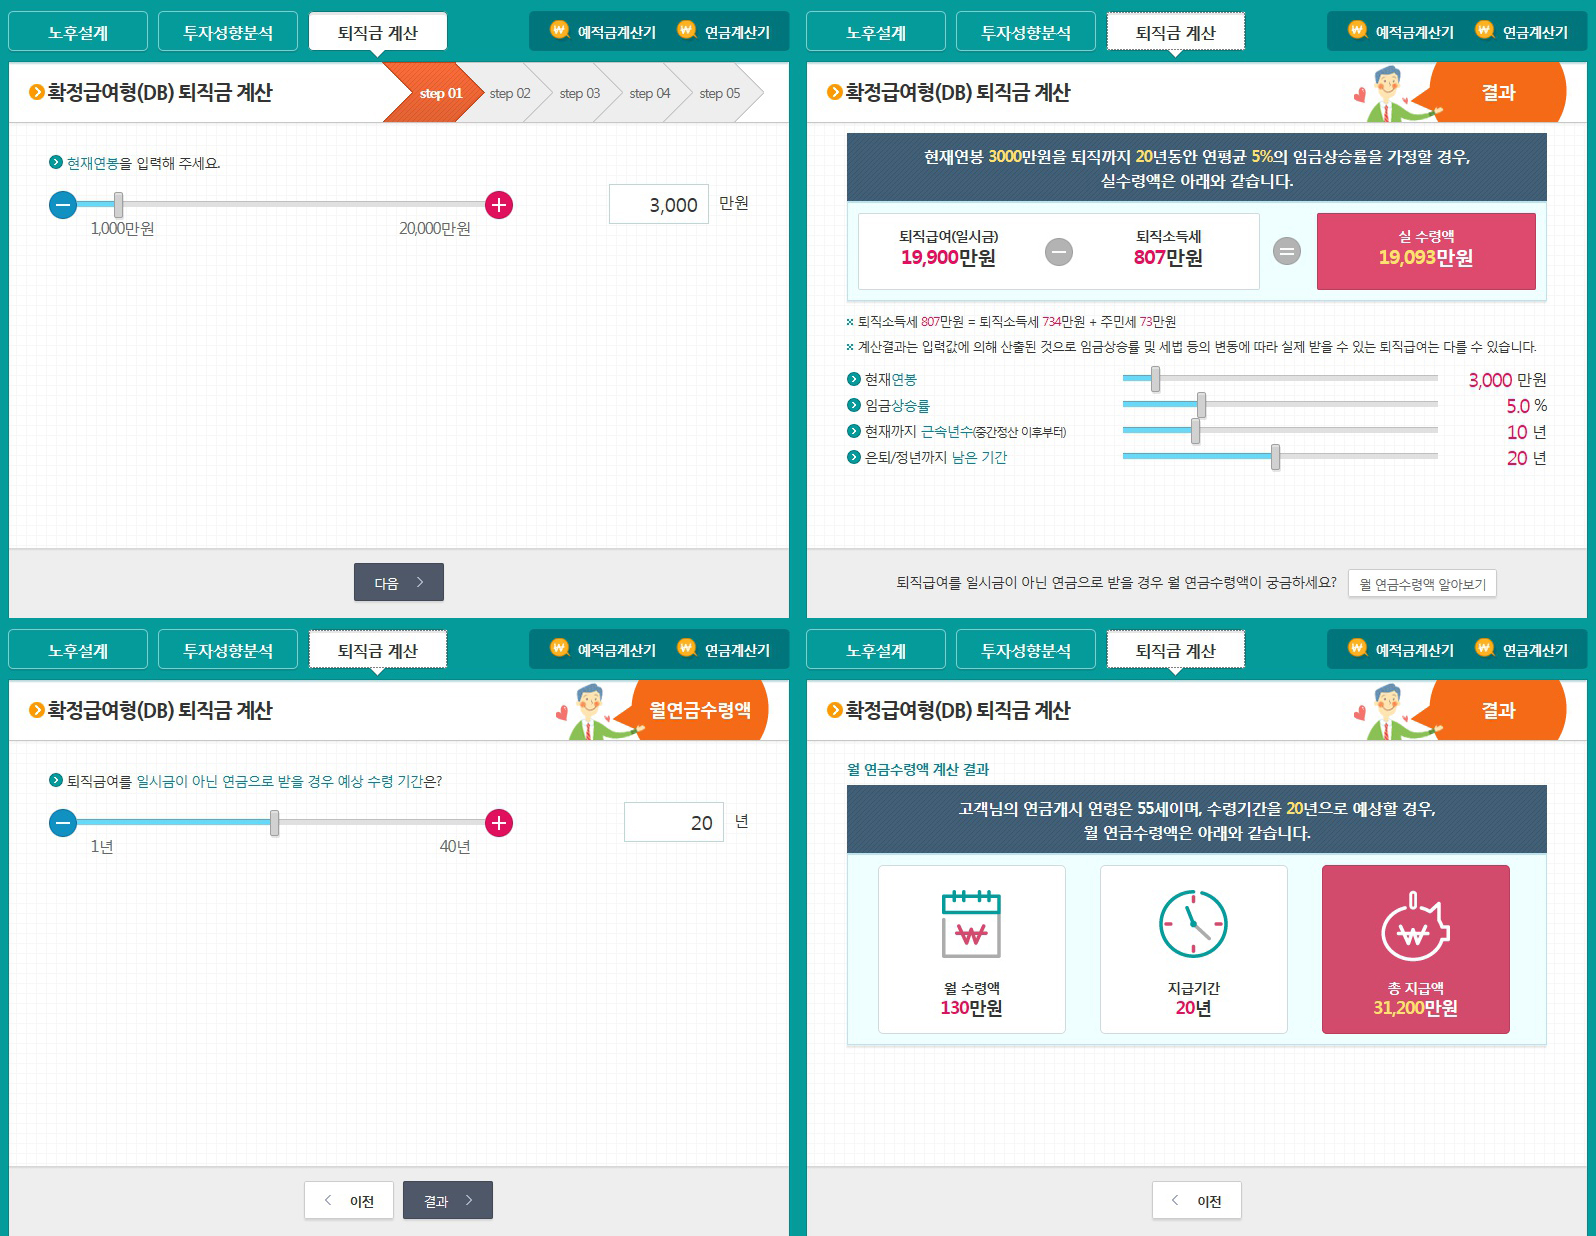 노후설계
투자성향분석
퇴직금 계산
예적금계산기
연금계산기
확정급여형(DB) 퇴직금 계산
step 01
step 02
step 03
step 04
step 05
현재연봉을 입력해 주세요.
1,000만원
20,000만원
3,000 만원
다음
노후설계
투자성향분석
퇴직금 계산
예적금계산기
연금계산기
확정급여형(DB) 퇴직금 계산
결과
현재연봉 3000만원을 퇴직까지 20년동안 연평균 5%의 임금상승률을 가정할 경우,
실수령액은 아래와 같습니다.
퇴직급여(일시금)
19,900만원
퇴직소득세
807만원
실 수령액
19,093만원
퇴직소득세 807만원 = 퇴직소득세 734만원 + 주민세 73만원
계산결과는 입력값에 의해 산출된 것으로 임금상승률 및 세법 등의 변동에 따라 실제 받을 수 있는 퇴직급여는 다를 수 있습니다.
현재연봉 3,000 만원
임금상승률 5.0 %
현재까지 근속년수(중간정산 이후부터) 10 년
은퇴/정년까지 남은 기간 20 년
퇴직급여를 일시금이 아닌 연금으로 받을 경우 월 연금수령액이 궁금하세요?
월 연금수령액 알아보기
노후설계
투자성향분석
퇴직금 계산
예적금계산기
연금계산기
확정급여형(DB) 퇴직금 계산
월연금수령액
퇴직금여를 일시금이 아닌 연금으로 받을 경우 예상 수령 기간은?
1년
40년
20 년
이전
결과
노후설계
투자성향분석
퇴직금 계산
예적금계산기
연금계산기
확정급여형(DB) 퇴직금 계산
결과
월 연금수령액 계산 결과
고객님의 연금개시 연령은 55세이며, 수령기간을 20년으로 예상할 경우,
월 연금수령액은 아래와 같습니다.
월 수령액
130만원
지급기간
20년
총 지급액
31,200만원
이전